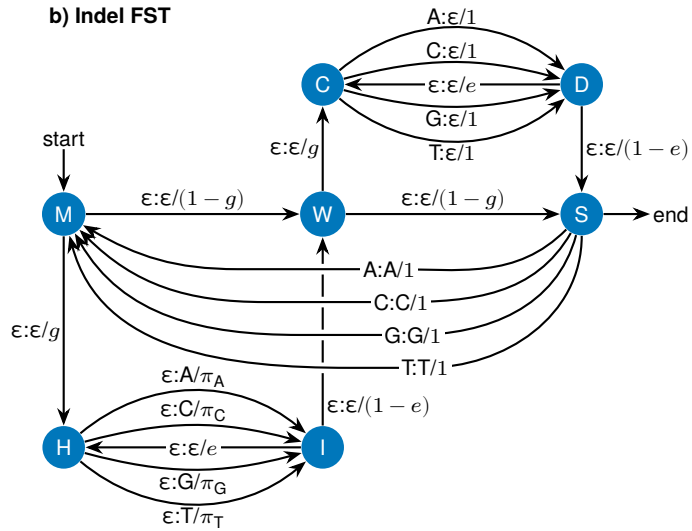 b) Indel FST
A:ε/1
C:ε/1
C
ε:ε/e
D
G:ε/1
T:ε/1
start
ε:ε/g
ε:ε/(1 − e)
M
ε:ε/(1 − g)
W
ε:ε/(1 − g)
S
end
A:A/1
C:C/1
G:G/1
T:T/1
ε:ε/g
ε:A/π_A
ε:C/π_C
ε:ε/(1 − e)
H
ε:ε/e
I
ε:G/π_G
ε:T/π_T